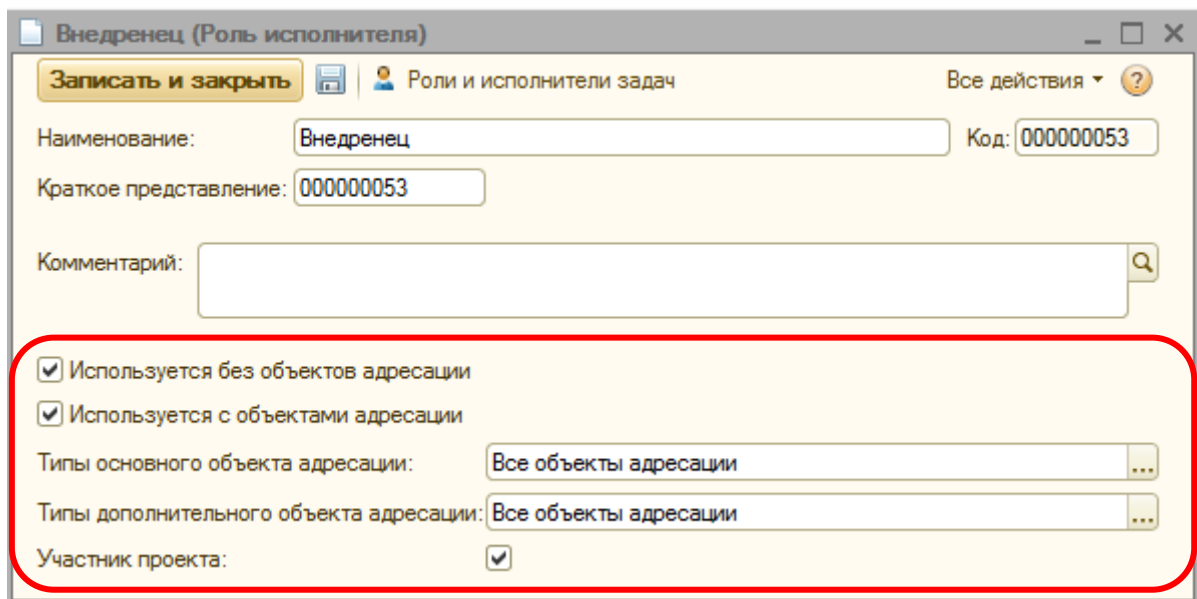 Внедренец (Роль исполнителя)
Записать и закрыть Роли и исполнители задач Все действия ?
Наименование: Внедренец Код: 000000053
Краткое представление: 000000053
Комментарий:
Используется без объектов адресации
Используется с объектами адресации
Типы основного объекта адресации: Все объекты адресации ...
Типы дополнительного объекта адресации: Все объекты адресации ...
Участник проекта: